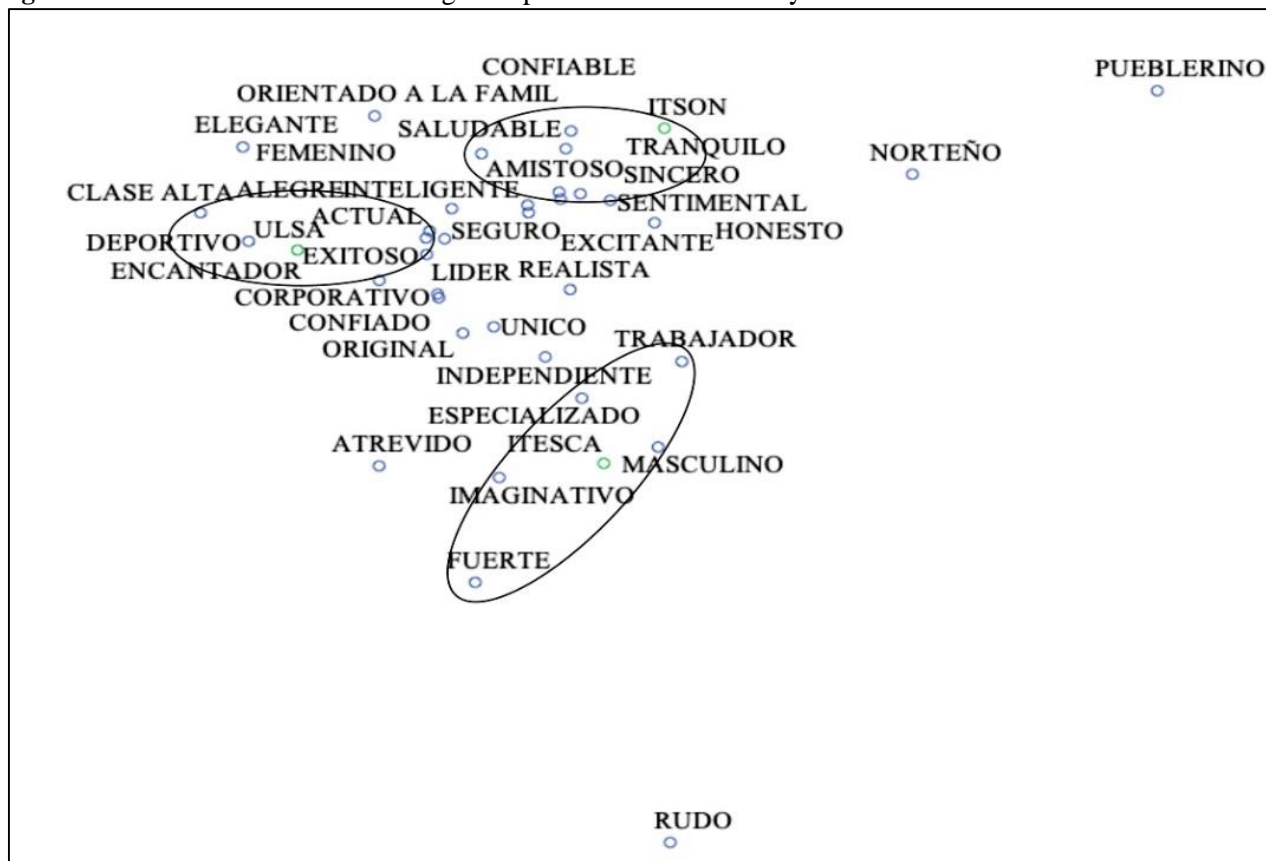 CONFIABLE
PUEBLERINO
ORIENTADO A LA FAMIL
ITSON
ELEGANTE
SALUDABLE
FEMENINO
TRANQUILO
NORTEÑO
AMISTOSO
SINCERO
CLASE ALTA
ALEGRE
INTELIGENTE
SENTIMENTAL
ACTUAL
ULSA
SEGURO
HONESTO
DEPORTIVO
EXCITANTE
EXITOSO
ENCANTADOR
LIDER
REALISTA
CORPORATIVO
CONFIADO
UNICO
ORIGINAL
TRABAJADOR
INDEPENDIENTE
ESPECIALIZADO
ATREVIDO
ITESCA
MASCULINO
IMAGINATIVO
FUERTE
RUDO